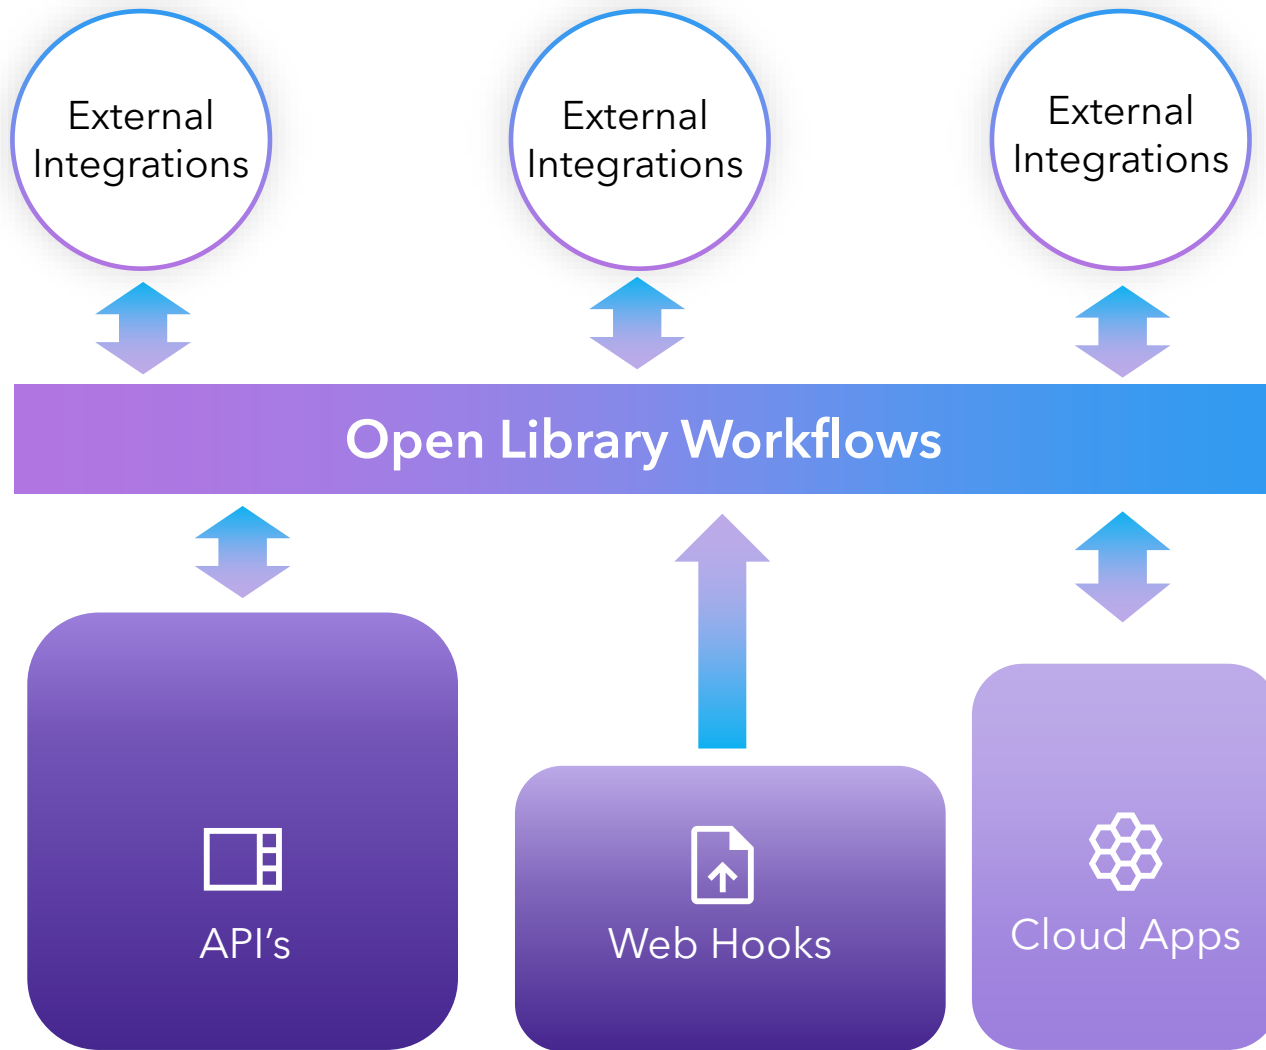 External
Integrations
External
Integrations
External
Integrations
Open Library Workflows
API’s
Web Hooks
Cloud Apps